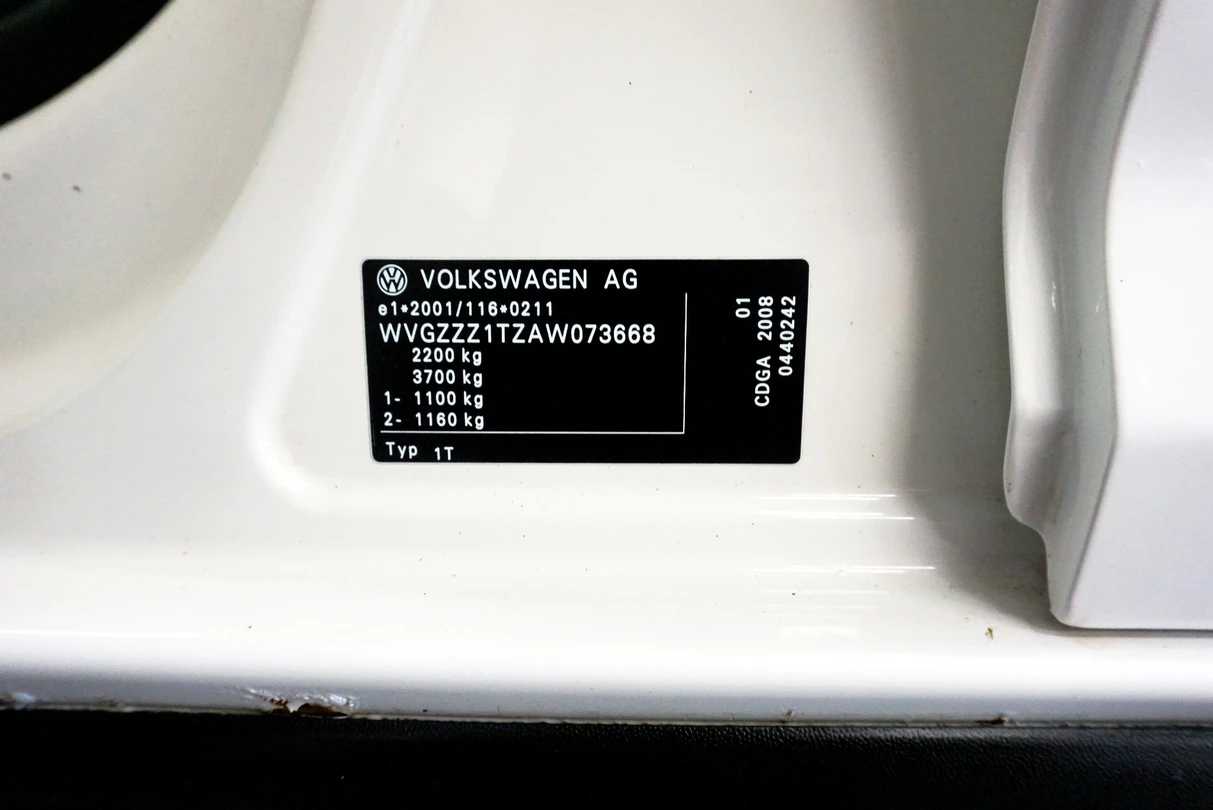 VOLKSWAGEN AG
e1*2001/116*0211
WVGZZZ1TZAW073668
2200 kg
3700 kg
1- 1100 kg
2- 1160 kg
Typ 1T
01
CDGA 2008
0440242